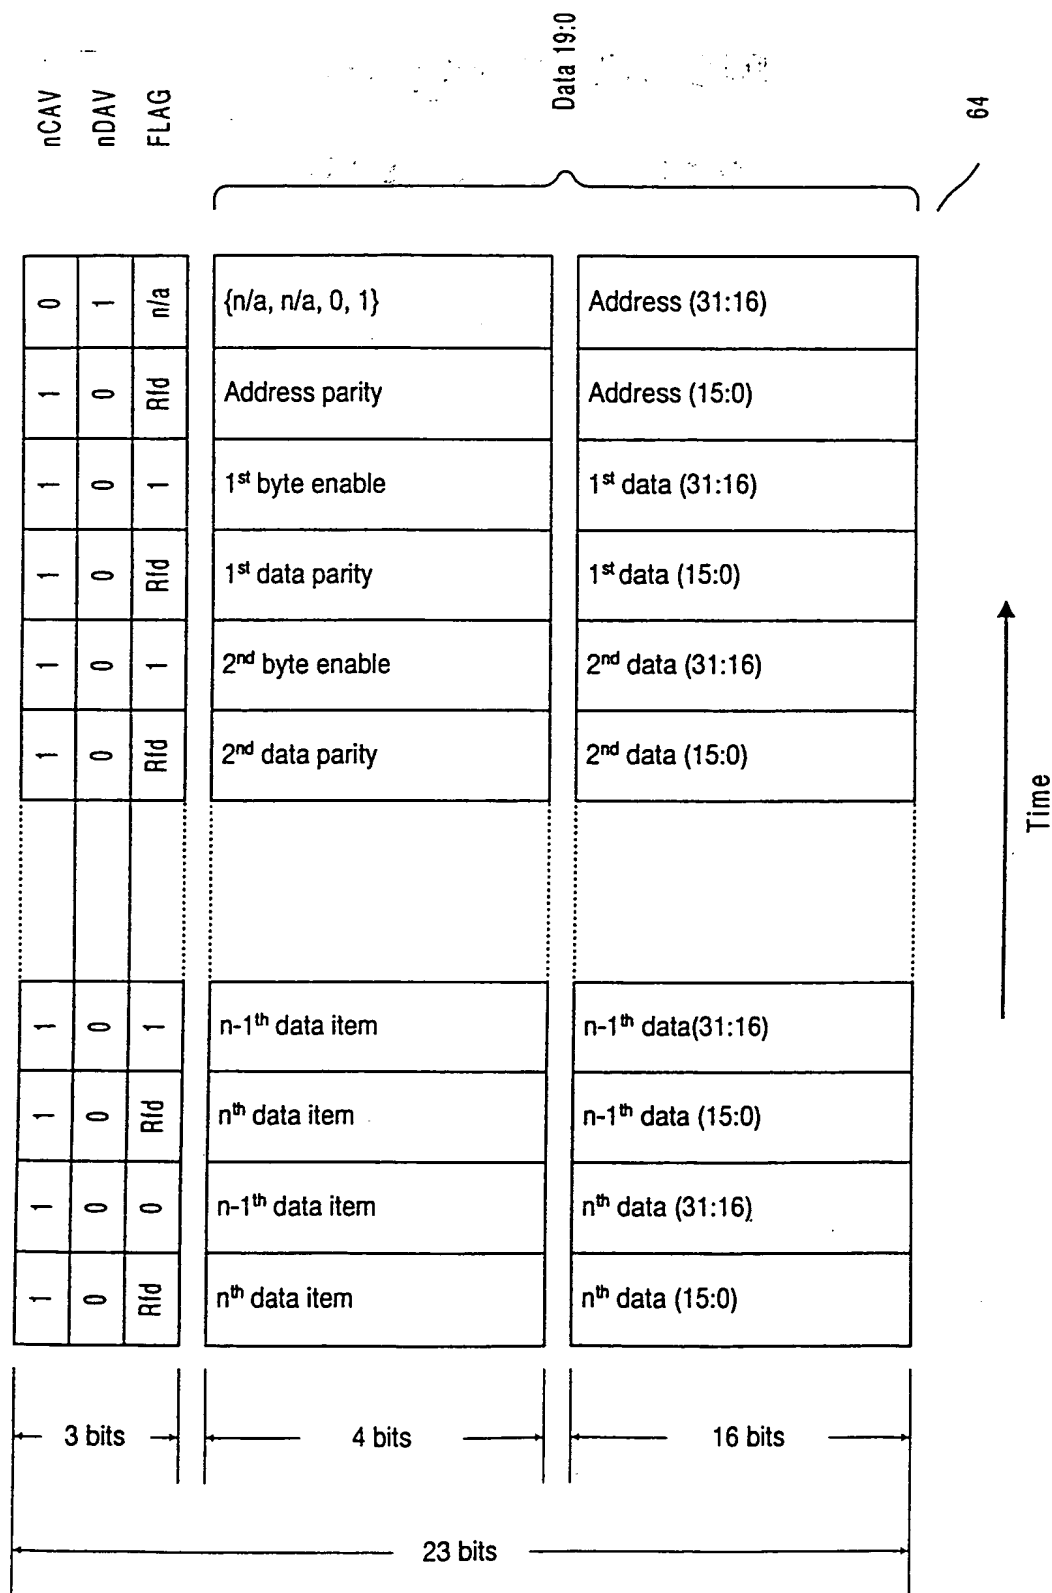 nCAV nDAV FLAG Data 19:0
64
0 1 n/a {n/a, n/a, 0, 1} Address (31:16)
1 0 Rfd Address parity Address (15:0)
1 0 1 1st byte enable 1st data (31:16)
1 0 Rfd 1st data parity 1st data (15:0)
1 0 1 2nd byte enable 2nd data (31:16)
1 0 Rfd 2nd data parity 2nd data (15:0)
Time
1 0 1 n-1th data item n-1th data(31:16)
1 0 Rfd nth data item n-1th data (15:0)
1 0 0 n-1th data item nth data (31:16)
1 0 Rfd nth data item nth data (15:0)
3 bits 4 bits 16 bits
23 bits